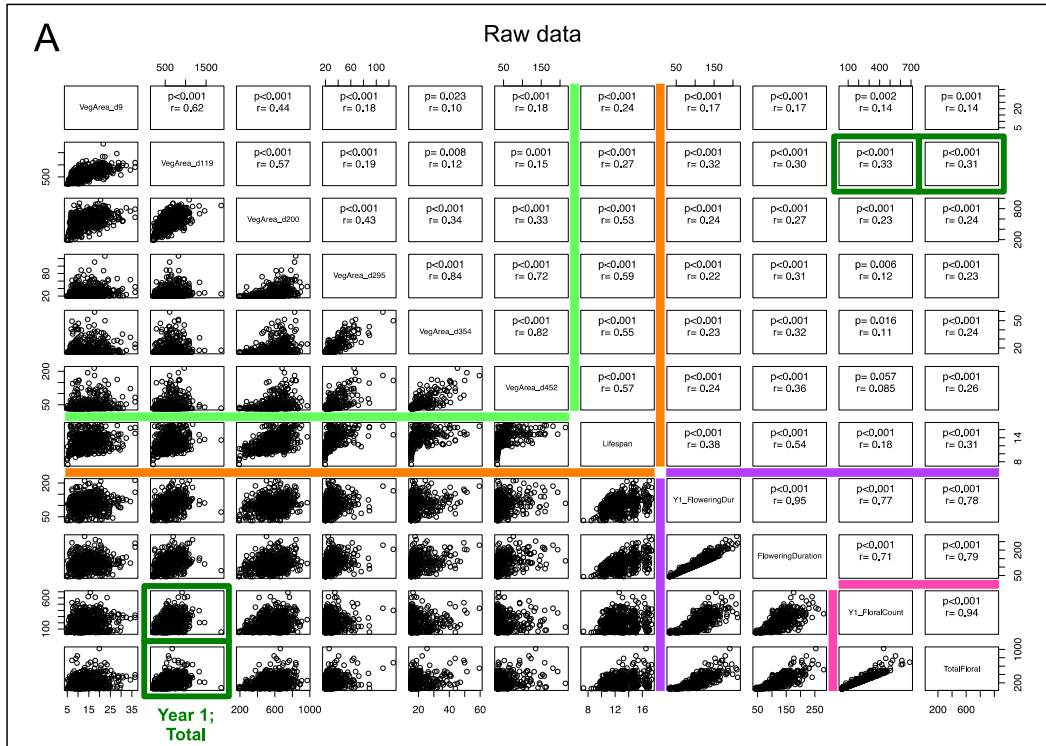 A
Raw data
500 1500
20 60 100
50 100 200
50 100 200
100 400 700
VegArea_d9
p<0.001 p<0.001 p<0.001 p= 0.023 p<0.001 p<0.001 p<0.001 p<0.001 p= 0.002 p= 0.001
r= 0.62 r= 0.44 r= 0.18 r= 0.10 r= 0.18 r= 0.24 r= 0.17 r= 0.17 r= 0.14 r= 0.14
5 20
500
VegArea_d119
p<0.001 p<0.001 p= 0.008 p= 0.001 p<0.001 p<0.001 p<0.001 p<0.001 p<0.001
r= 0.57 r= 0.19 r= 0.12 r= 0.15 r= 0.27 r= 0.32 r= 0.30 r= 0.33 r= 0.31
VegArea_d200
p<0.001 p<0.001 p<0.001 p<0.001 p<0.001 p<0.001 p<0.001 p<0.001
r= 0.43 r= 0.34 r= 0.33 r= 0.53 r= 0.24 r= 0.27 r= 0.23 r= 0.24
200 800
20 80
VegArea_d295
p<0.001 p<0.001 p<0.001 p<0.001 p<0.001 p= 0.006 p<0.001
r= 0.84 r= 0.72 r= 0.59 r= 0.22 r= 0.31 r= 0.12 r= 0.23
VegArea_d354
p<0.001 p<0.001 p<0.001 p<0.001 p= 0.016 p<0.001
r= 0.82 r= 0.55 r= 0.23 r= 0.32 r= 0.11 r= 0.24
20 50
50 200
VegArea_d452
p<0.001 p<0.001 p<0.001 p= 0.057 p<0.001
r= 0.57 r= 0.24 r= 0.36 r= 0.085 r= 0.26
Lifespan
p<0.001 p<0.001 p<0.001 p<0.001
r= 0.38 r= 0.54 r= 0.18 r= 0.31
8 14
50 200
Y1_FloweringDur
p<0.001 p<0.001 p<0.001
r= 0.95 r= 0.77 r= 0.78
FloweringDuration
p<0.001 p<0.001
r= 0.71 r= 0.79
50 200
100 600
Y1_FloralCount
p<0.001
r= 0.94
TotalFloral
200 1000
5 15 25 35
200 600 1000
20 40 60
8 12 16
50 150 250
200 600
Year 1;
Total